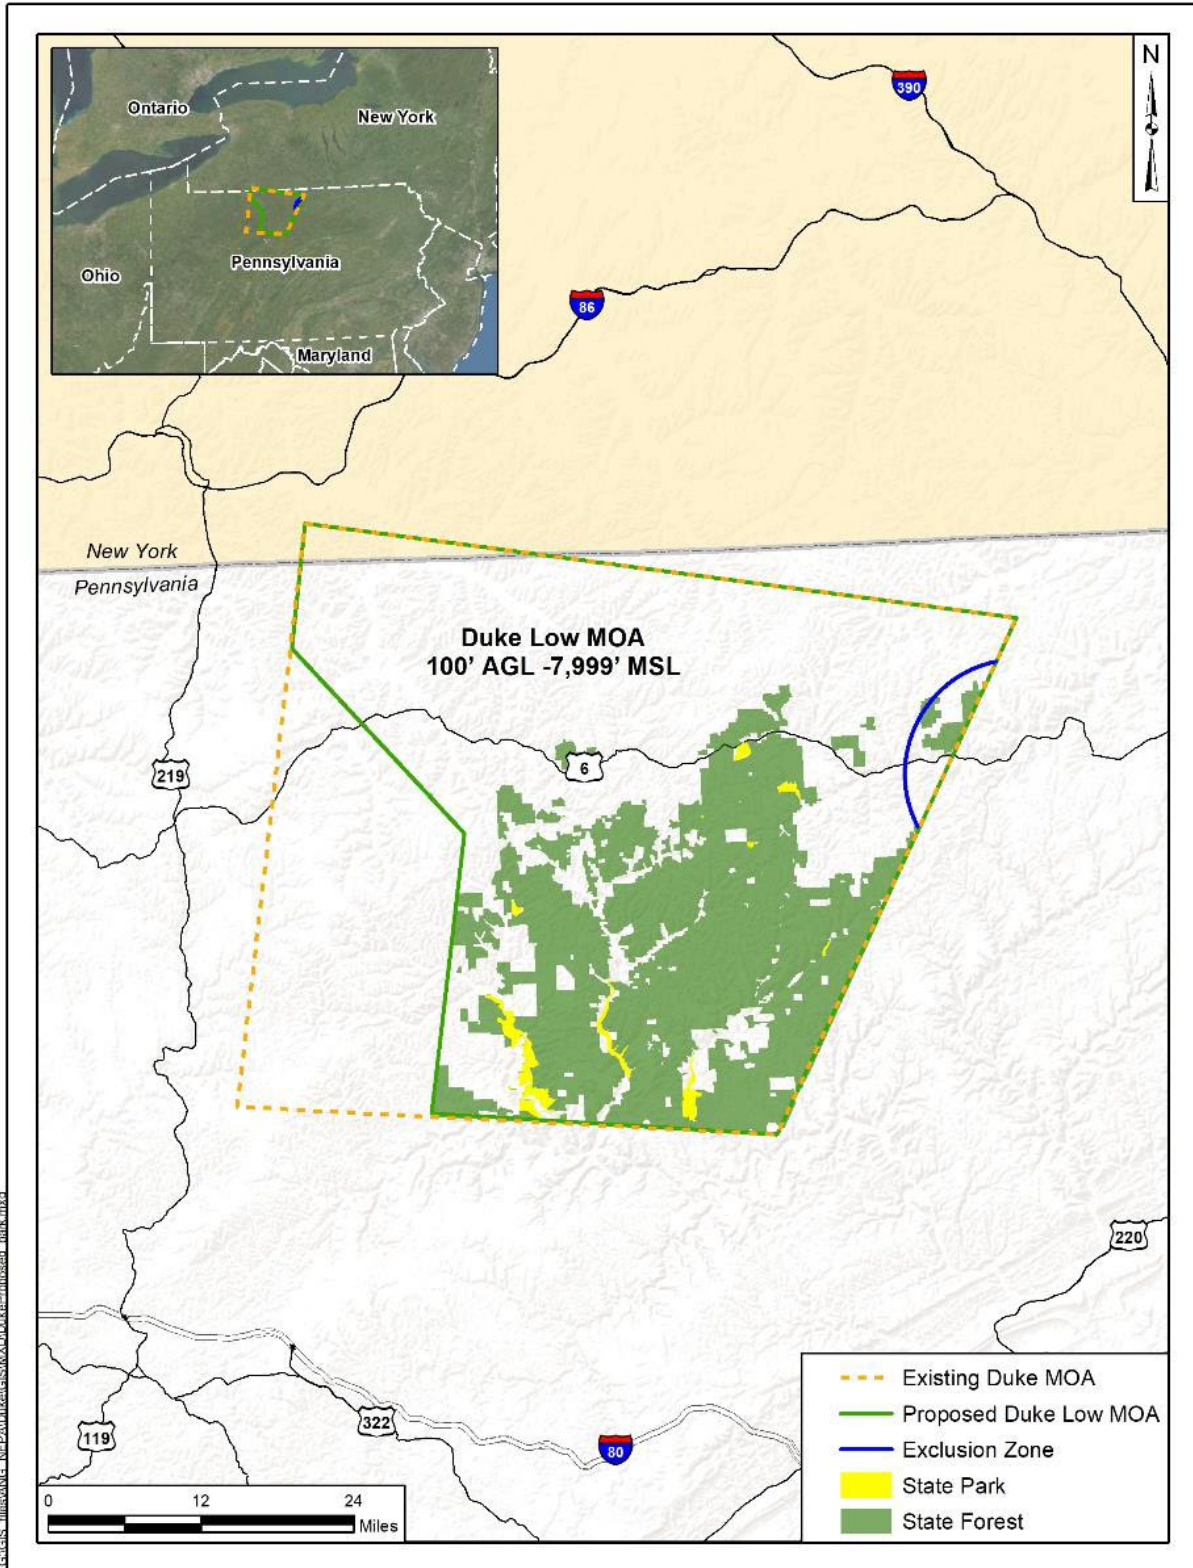 Ontario
New York
Ohio
Pennsylvania
Maryland
N
390
86
New York
Pennsylvania
Duke Low MOA
100' AGL -7,999' MSL
219
6
220
119
322
80
Existing Duke MOA
Proposed Duke Low MOA
Exclusion Zone
State Park
State Forest
0 12 24
Miles